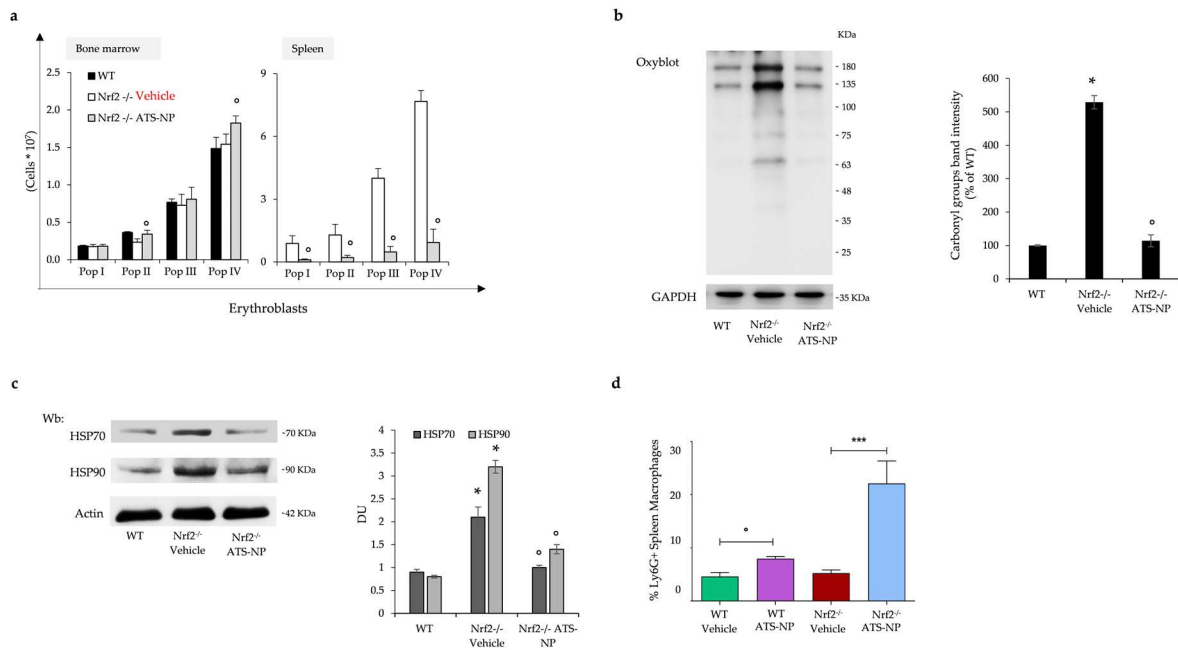 a
Bone marrow
Spleen
WT
Nrf2 -/- Vehicle
Nrf2 -/- ATS-NP
(Cells * 10⁷)
2.5
2.0
1.5
1.0
0.5
0.0
9
6
3
0
Pop I Pop II Pop III Pop IV
Pop I Pop II Pop III Pop IV
Erythroblasts
b
KDa
Oxyblot
- 180
- 135
- 100
- 75
- 63
- 48
- 35
- 25
GAPDH
-35 KDa
WT Nrf2-/- Vehicle Nrf2-/- ATS-NP
Carbonyl groups band intensity
(% of WT)
600
500
400
300
200
100
0
*
WT
Nrf2-/-
Vehicle
Nrf2-/-
ATS-NP
c
Wb:
HSP70
-70 KDa
HSP90
-90 KDa
Actin
-42 KDa
WT Nrf2-/- Vehicle Nrf2-/- ATS-NP
HSP70 HSP90
DU
4
3.5
3
2.5
2
1.5
1
0.5
0
* *
WT
Nrf2-/-
Vehicle
Nrf2-/- ATS-
NP
d
% Ly6G+ Spleen Macrophages
30
20
10
0
°
***
WT
Vehicle
WT
ATS-NP
Nrf2-/-
Vehicle
Nrf2-/-
ATS-NP